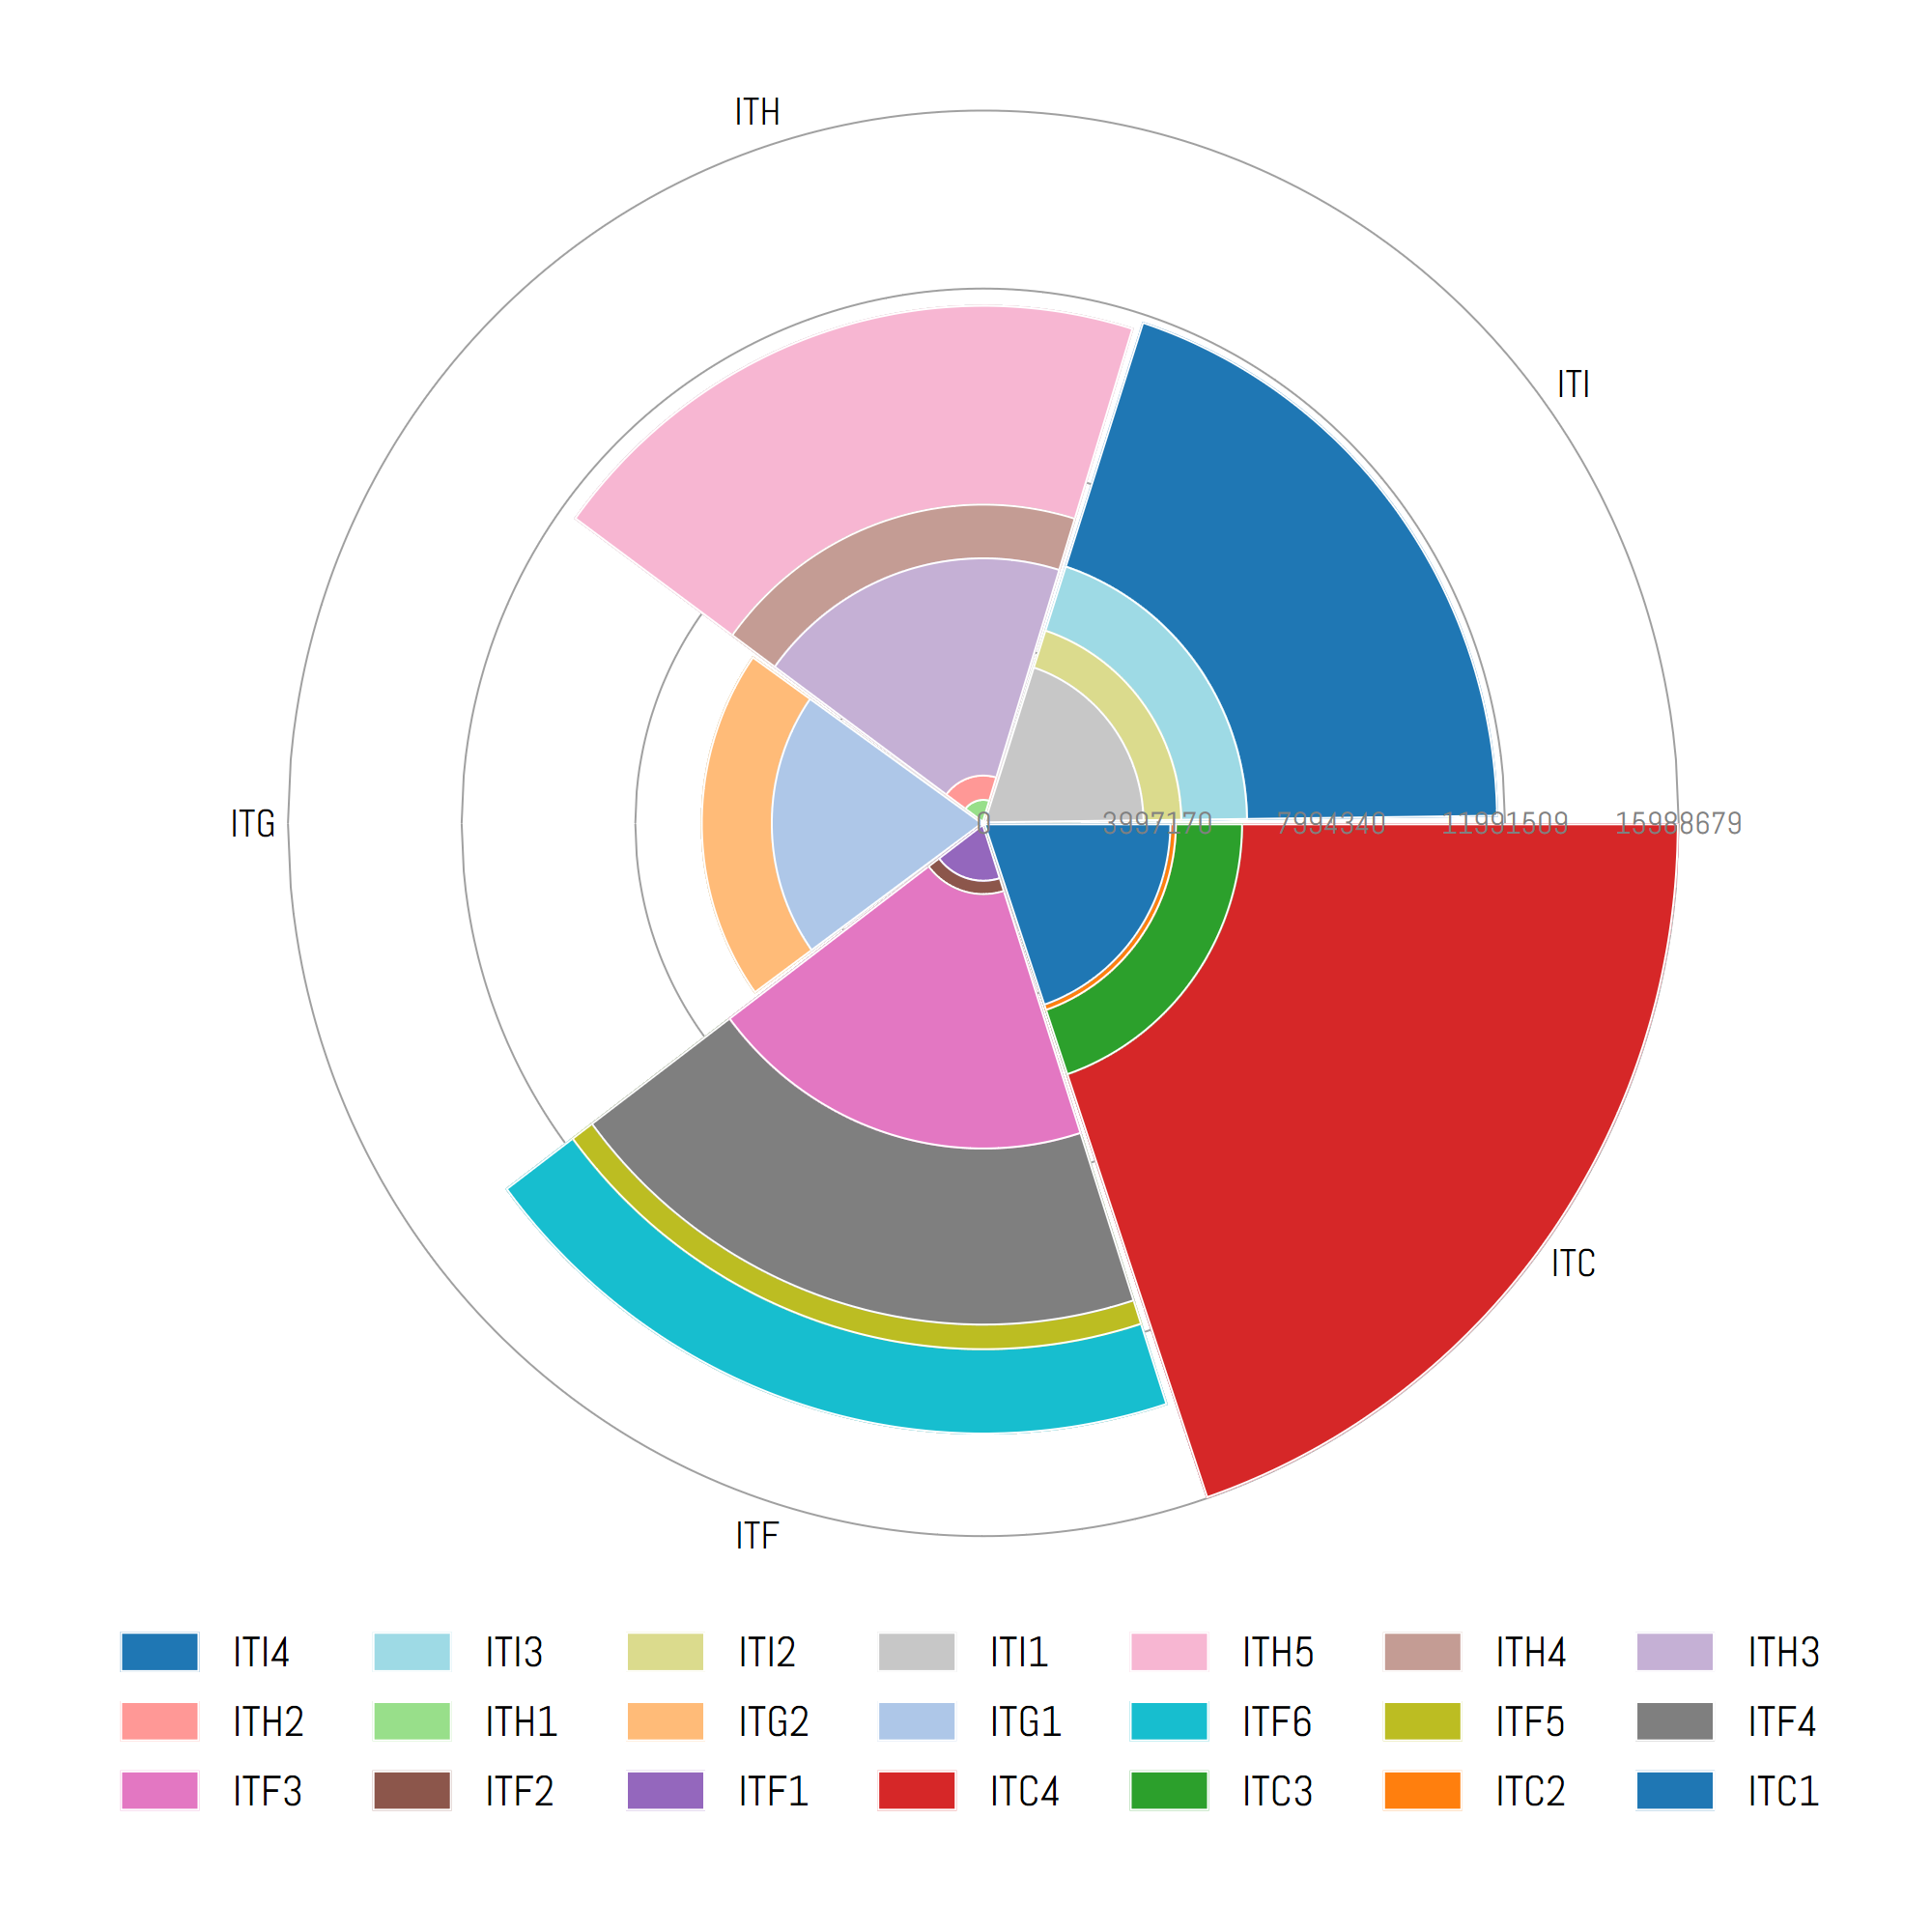 ITH
ITI
ITG
0 3997170 7994340 11991509 15988679
ITC
ITF
ITI4 ITI3 ITI2 ITI1 ITH5 ITH4 ITH3
ITH2 ITH1 ITG2 ITG1 ITF6 ITF5 ITF4
ITF3 ITF2 ITF1 ITC4 ITC3 ITC2 ITC1